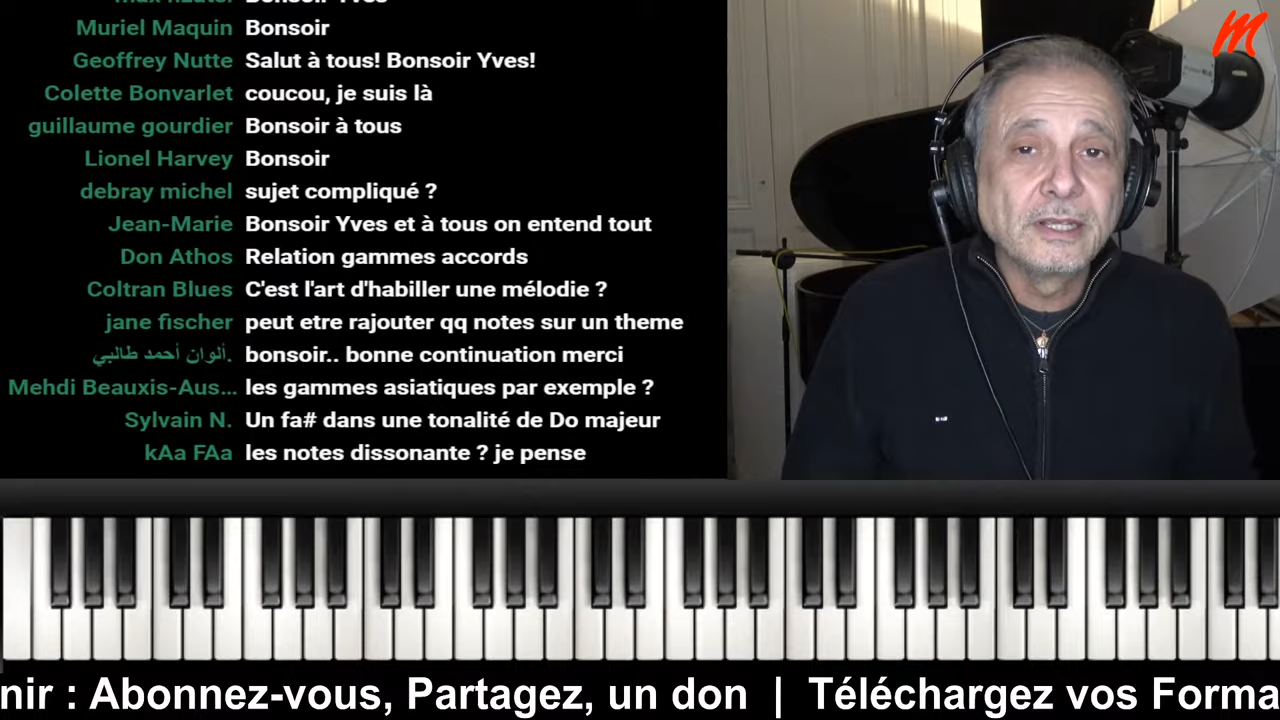 Bonsoir Yves
Muriel Maquin Bonsoir
Geoffrey Nutte Salut à tous! Bonsoir Yves!
Colette Bonvarlet coucou, je suis là
guillaume gourdier Bonsoir à tous
Lionel Harvey Bonsoir
debray michel sujet compliqué ?
Jean-Marie Bonsoir Yves et à tous on entend tout
Don Athos Relation gammes accords
Coltran Blues C'est l'art d'habiller une mélodie ?
jane fischer peut etre rajouter qq notes sur un theme
ألوان أحمد طالبي. bonsoir.. bonne continuation merci
Mehdi Beauxis-Aus... les gammes asiatiques par exemple ?
Sylvain N. Un fa# dans une tonalité de Do majeur
kAa FAa les notes dissonante ? je pense
M
nir : Abonnez-vous, Partagez, un don | Téléchargez vos Forma